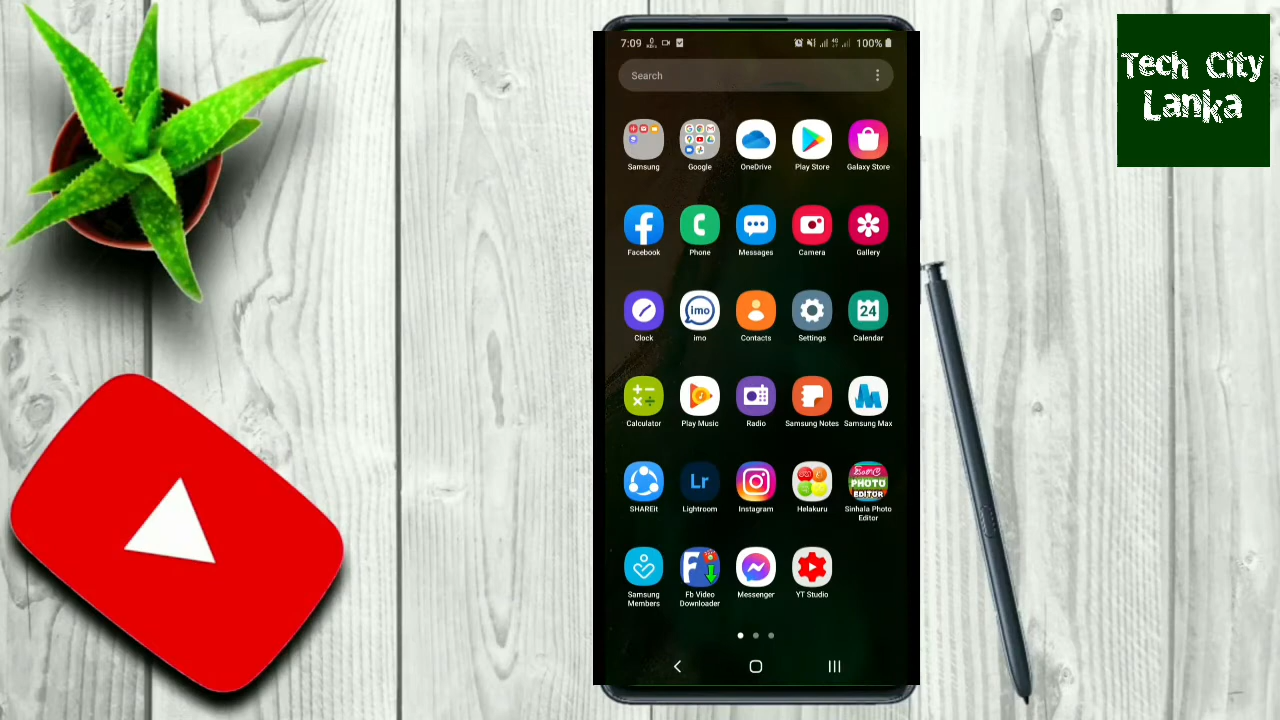 Tech City
Lanka
7:09 100%
Search
Samsung Google OneDrive Play Store Galaxy Store
Facebook Phone Messages Camera Gallery
imo 24
Clock imo Contacts Settings Calendar
Calculator Play Music Radio Samsung Notes Samsung Max
Lr සිංහල PHOTO EDITOR
SHAREit Lightroom Instagram Helakuru Sinhala Photo
Editor
Samsung Fb Video Messenger YT Studio
Members Downloader